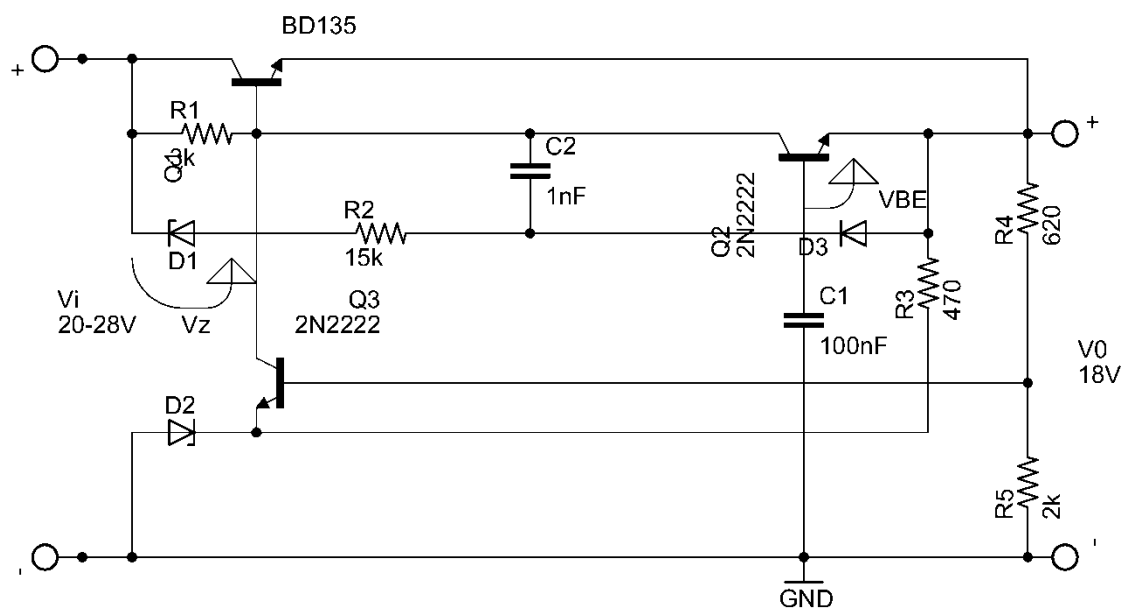 BD135
+
R1
3k
Q1
C2
1nF
+
R2
15k
Q2
2N2222
VBE
D3
R4
620
D1
Vi
20-28V
Vz
Q3
2N2222
C1
100nF
R3
470
V0
18V
D2
R5
2k
-
-
GND